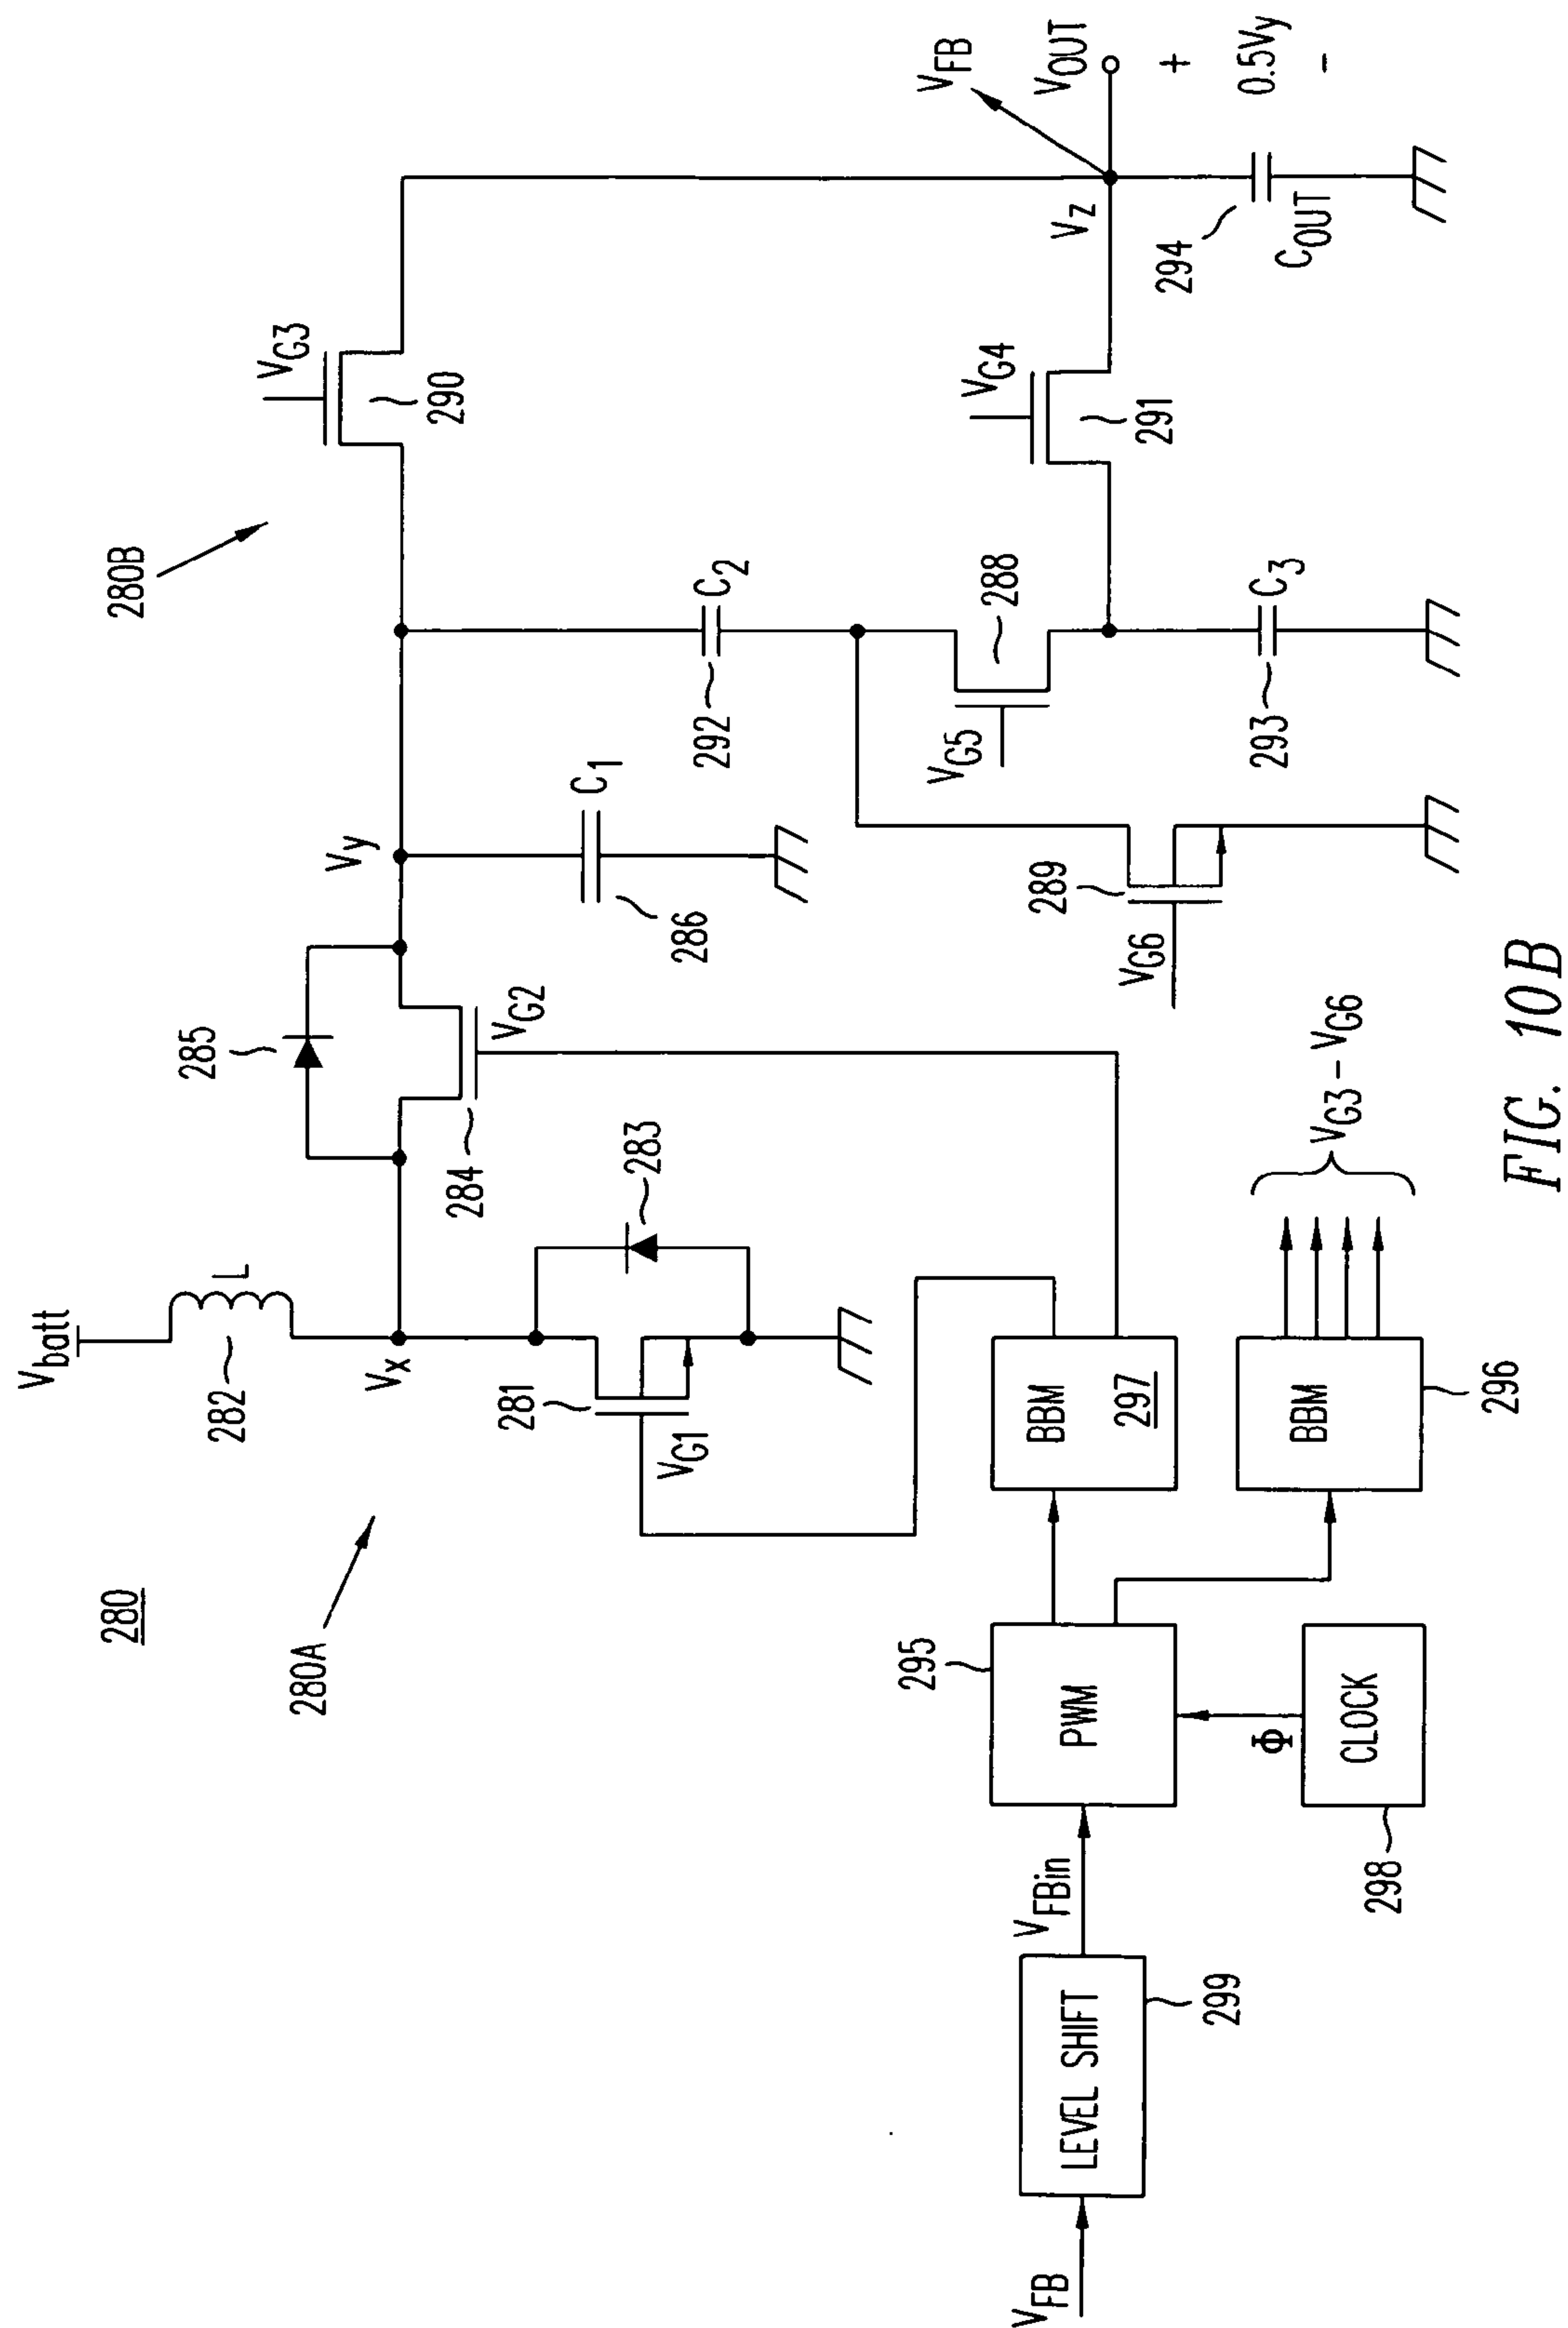 280
280A
280B
Vbatt
282
L
Vx
281
VG1
283
285
284
VG2
Vy
C1
286
292
C2
VG5
288
289
VG6
293
C3
VG3
290
VG4
291
Vz
VFB
VOUT
+
0.5Vy
−
294
COUT
VFB
LEVEL SHIFT
299
VFBin
295
PWM
Φ
CLOCK
298
BBM
297
BBM
296
VG3 – VG6
FIG. 10B